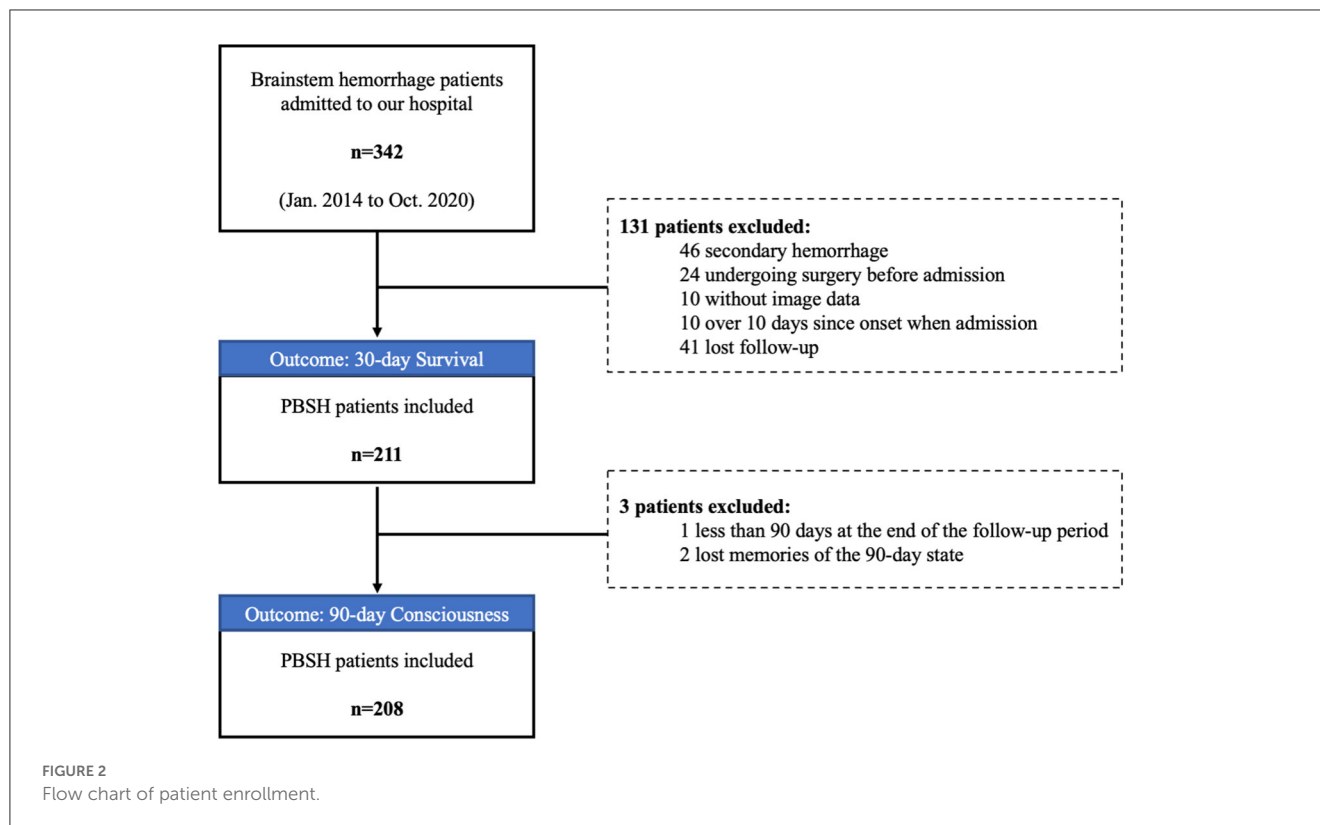 Brainstem hemorrhage patients
admitted to our hospital
n=342
(Jan. 2014 to Oct. 2020)
131 patients excluded:
46 secondary hemorrhage
24 undergoing surgery before admission
10 without image data
10 over 10 days since onset when admission
41 lost follow-up
Outcome: 30-day Survival
PBSH patients included
n=211
3 patients excluded:
1 less than 90 days at the end of the follow-up period
2 lost memories of the 90-day state
Outcome: 90-day Consciousness
PBSH patients included
n=208
FIGURE 2
Flow chart of patient enrollment.